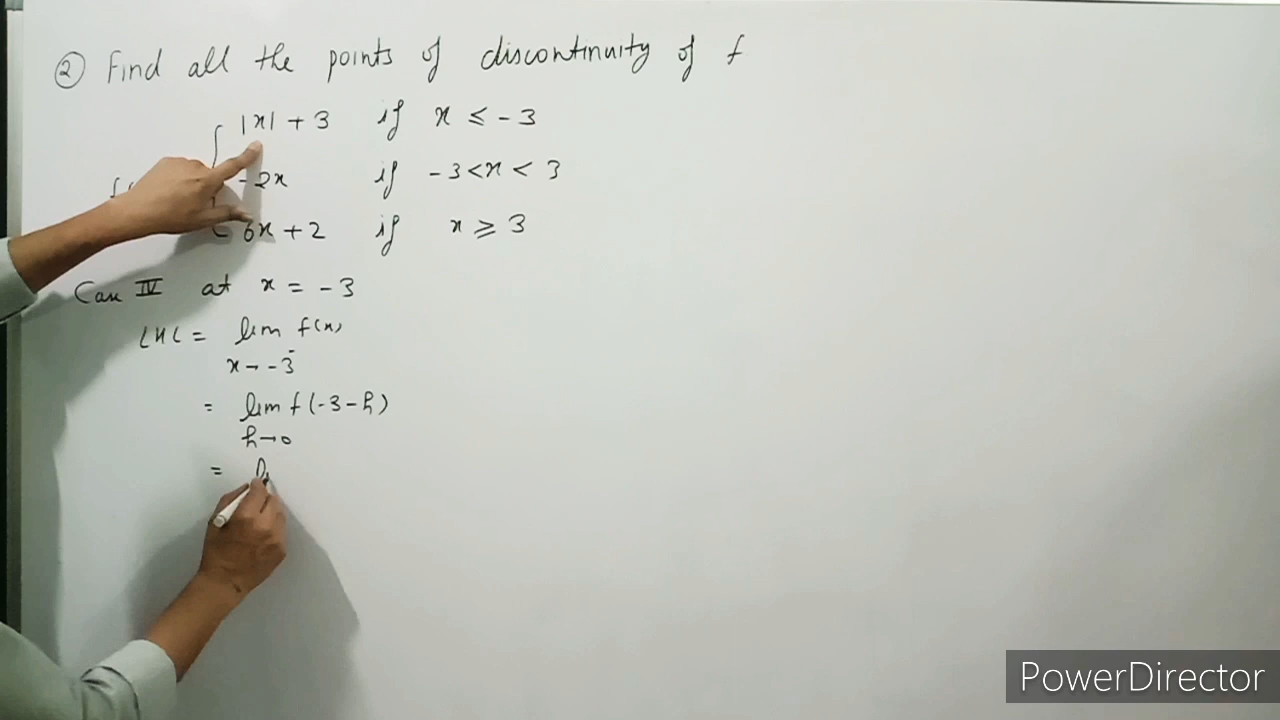 ② Find all the points of discontinuity of f
|x| + 3 if x ≤ -3
-2x if -3 < x < 3
6x + 2 if x ≥ 3
Case IV at x = -3
LHL = lim f(x)
x → -3⁻
= lim f(-3-h)
h → 0
=
PowerDirector